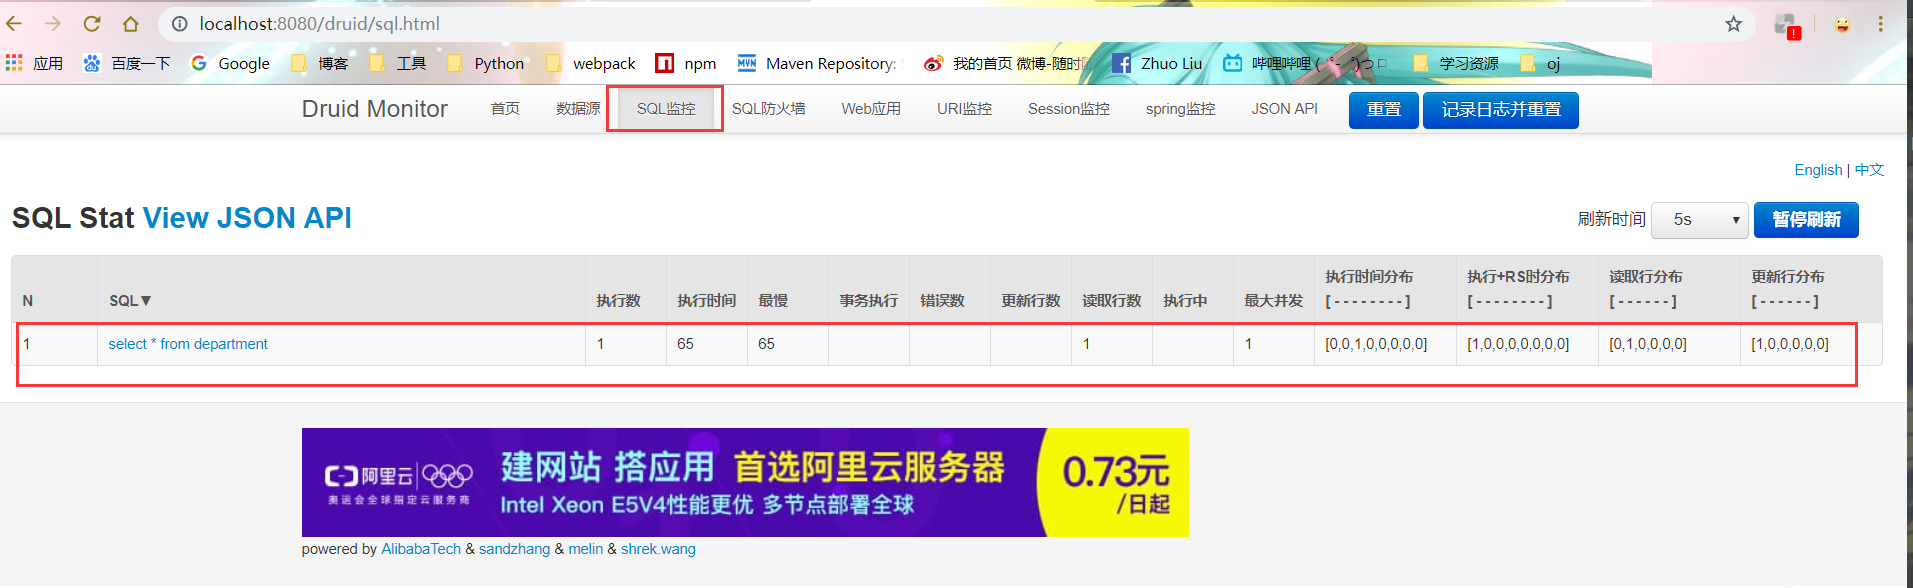 localhost:8080/druid/sql.html
应用 百度一下 Google 博客 工具 Python webpack npm Maven Repository: 我的首页 微博-随时 Zhuo Liu 哔哩哔哩 ( ゜- ゜)つロ 学习资源 oj
Druid Monitor 首页 数据源 SQL监控 SQL防火墙 Web应用 URI监控 Session监控 spring监控 JSON API 重置 记录日志并重置
English | 中文
SQL Stat View JSON API 刷新时间 5s 暂停刷新
N SQL▼ 执行数 执行时间 最慢 事务执行 错误数 更新行数 读取行数 执行中 最大并发 执行时间分布 [ - - - - - - - - ] 执行+RS时分布 [ - - - - - - - - ] 读取行分布 [ - - - - - - ] 更新行分布 [ - - - - - - ]
1 select * from department 1 65 65 1 1 [0,0,1,0,0,0,0,0] [1,0,0,0,0,0,0,0] [0,1,0,0,0,0] [1,0,0,0,0,0]
阿里云
奥运会全球指定云服务商
建网站 搭应用 首选阿里云服务器
Intel Xeon E5V4性能更优 多节点部署全球
0.73元
/日起
powered by AlibabaTech & sandzhang & melin & shrek.wang